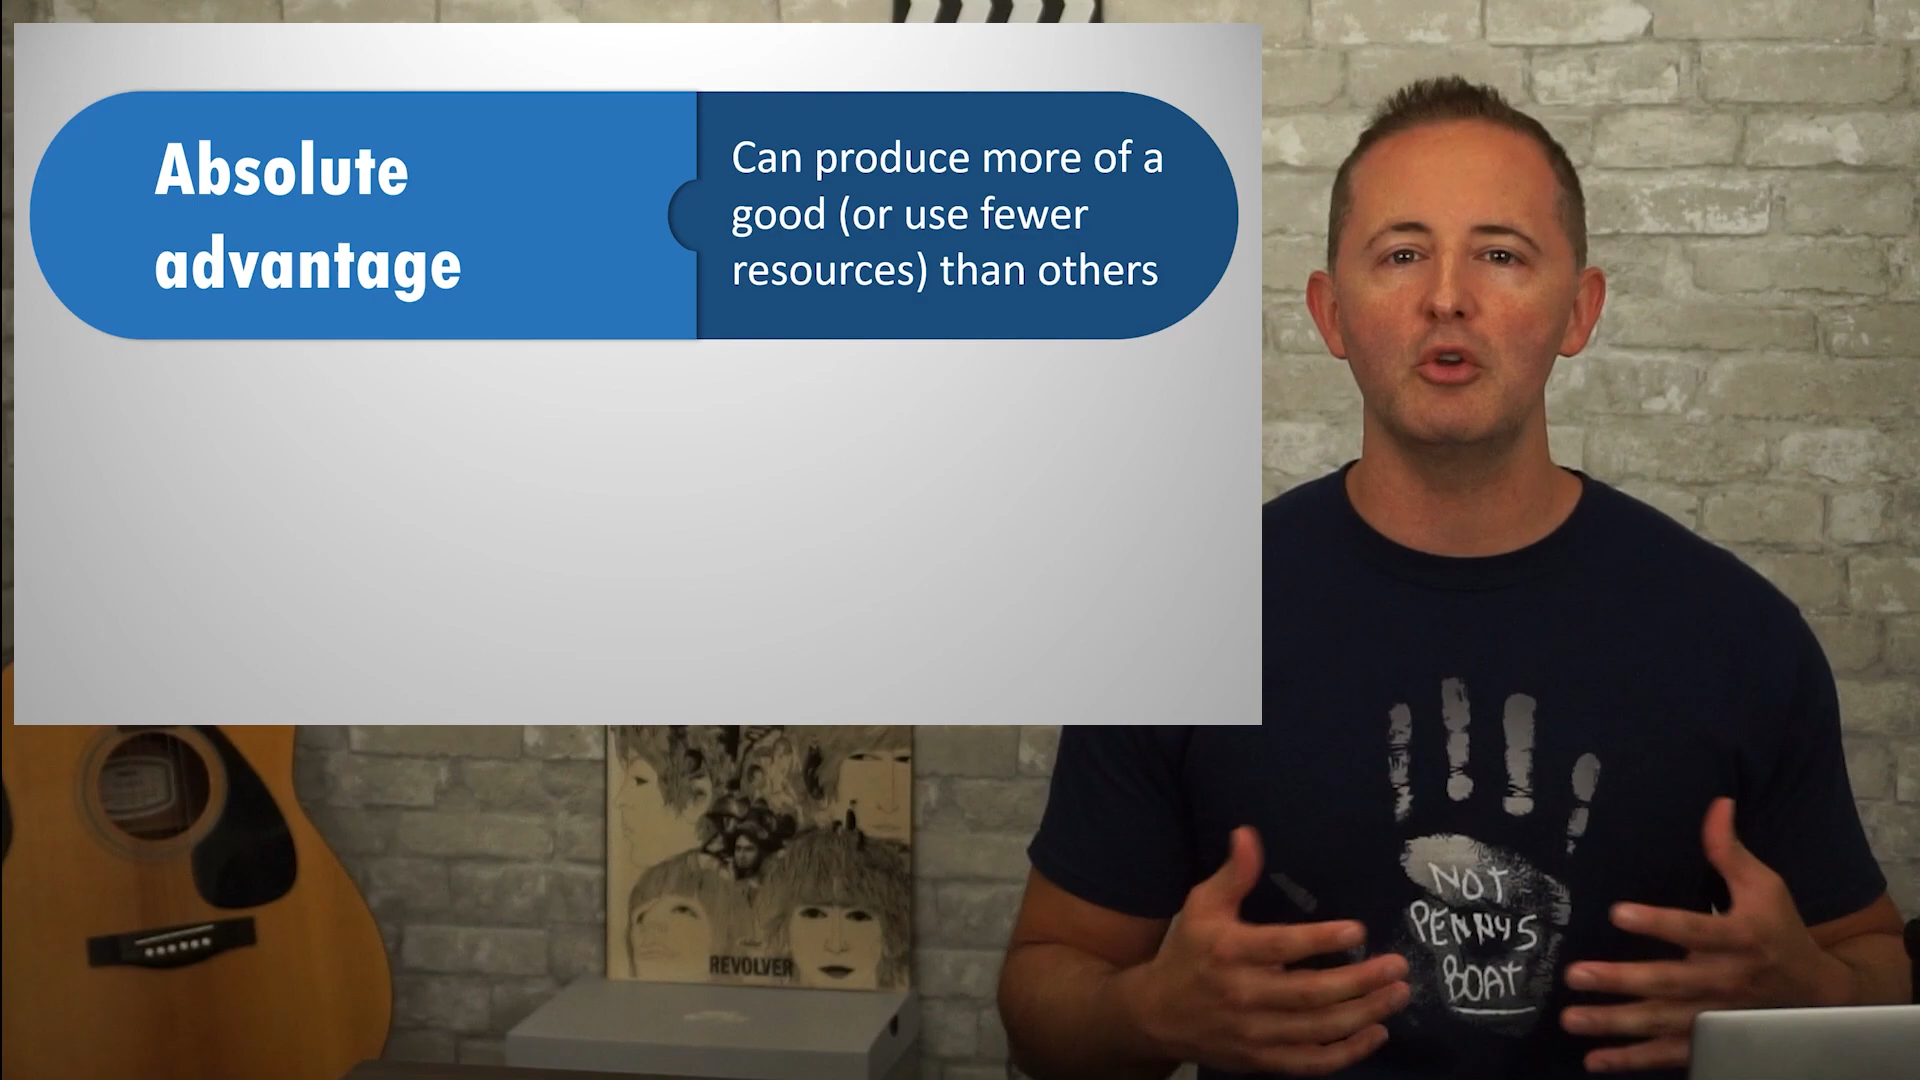 Absolute
advantage
Can produce more of a
good (or use fewer
resources) than others
REVOLVER
NOT
PENNYS
BOAT